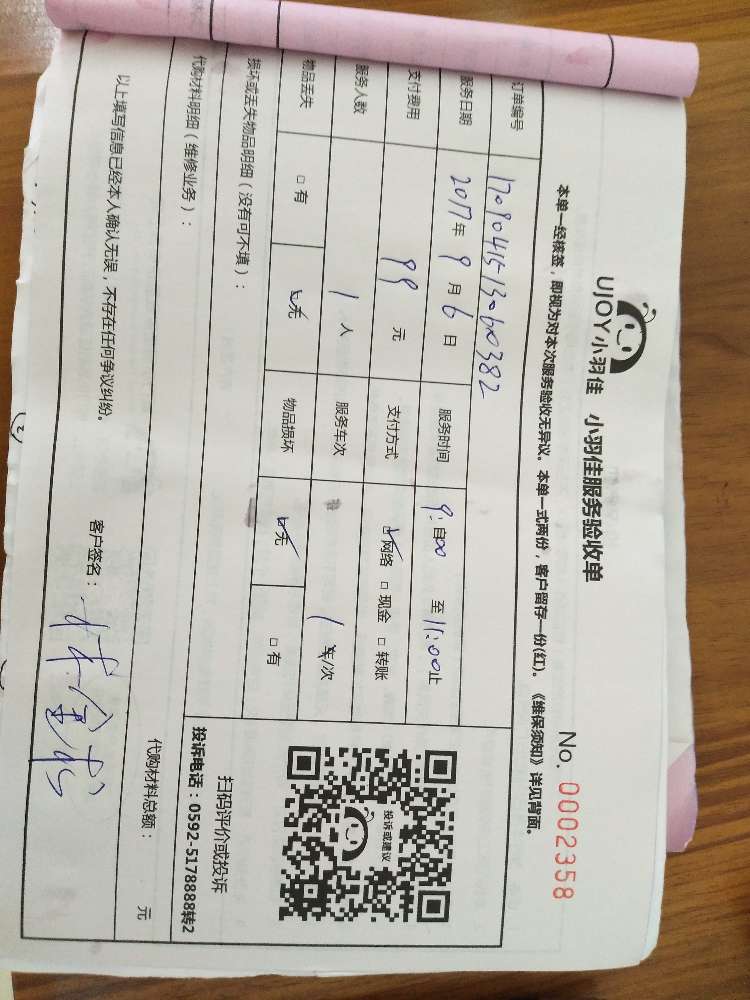 UJOY小羽佳 小羽佳服务验收单
No. 0002358
本单一经核签，即视为对本次服务验收无异议。本单一式两份，客户留存一份(红)。《维保须知》详见背面。
订单编号
服务日期 2017年9月6日 服务时间 9:自00 至11:00止
支付费用 99元 支付方式 ☑网络 □现金 □转账
服务人数 1人 服务车次 1车/次
物品丢失 □有 ☑无 物品损坏 ☑无 □有
损坏或丢失物品明细（没有可不填）：
投诉或建议
扫码评价或投诉
投诉电话：0592-5178888转2
代购材料明细（维修业务）：
代购材料总额： 元
以上填写信息已经本人确认无误，不存在任何争议纠纷。
客户签名：